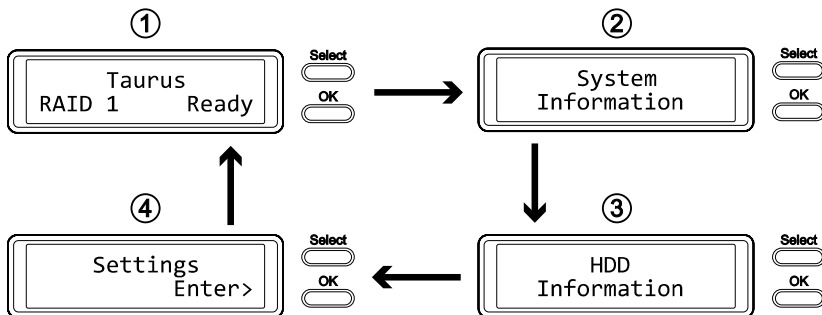 ①
Taurus
RAID 1 Ready
Select
OK
②
System
Information
Select
OK
④
Settings
Enter>
Select
OK
③
HDD
Information
Select
OK